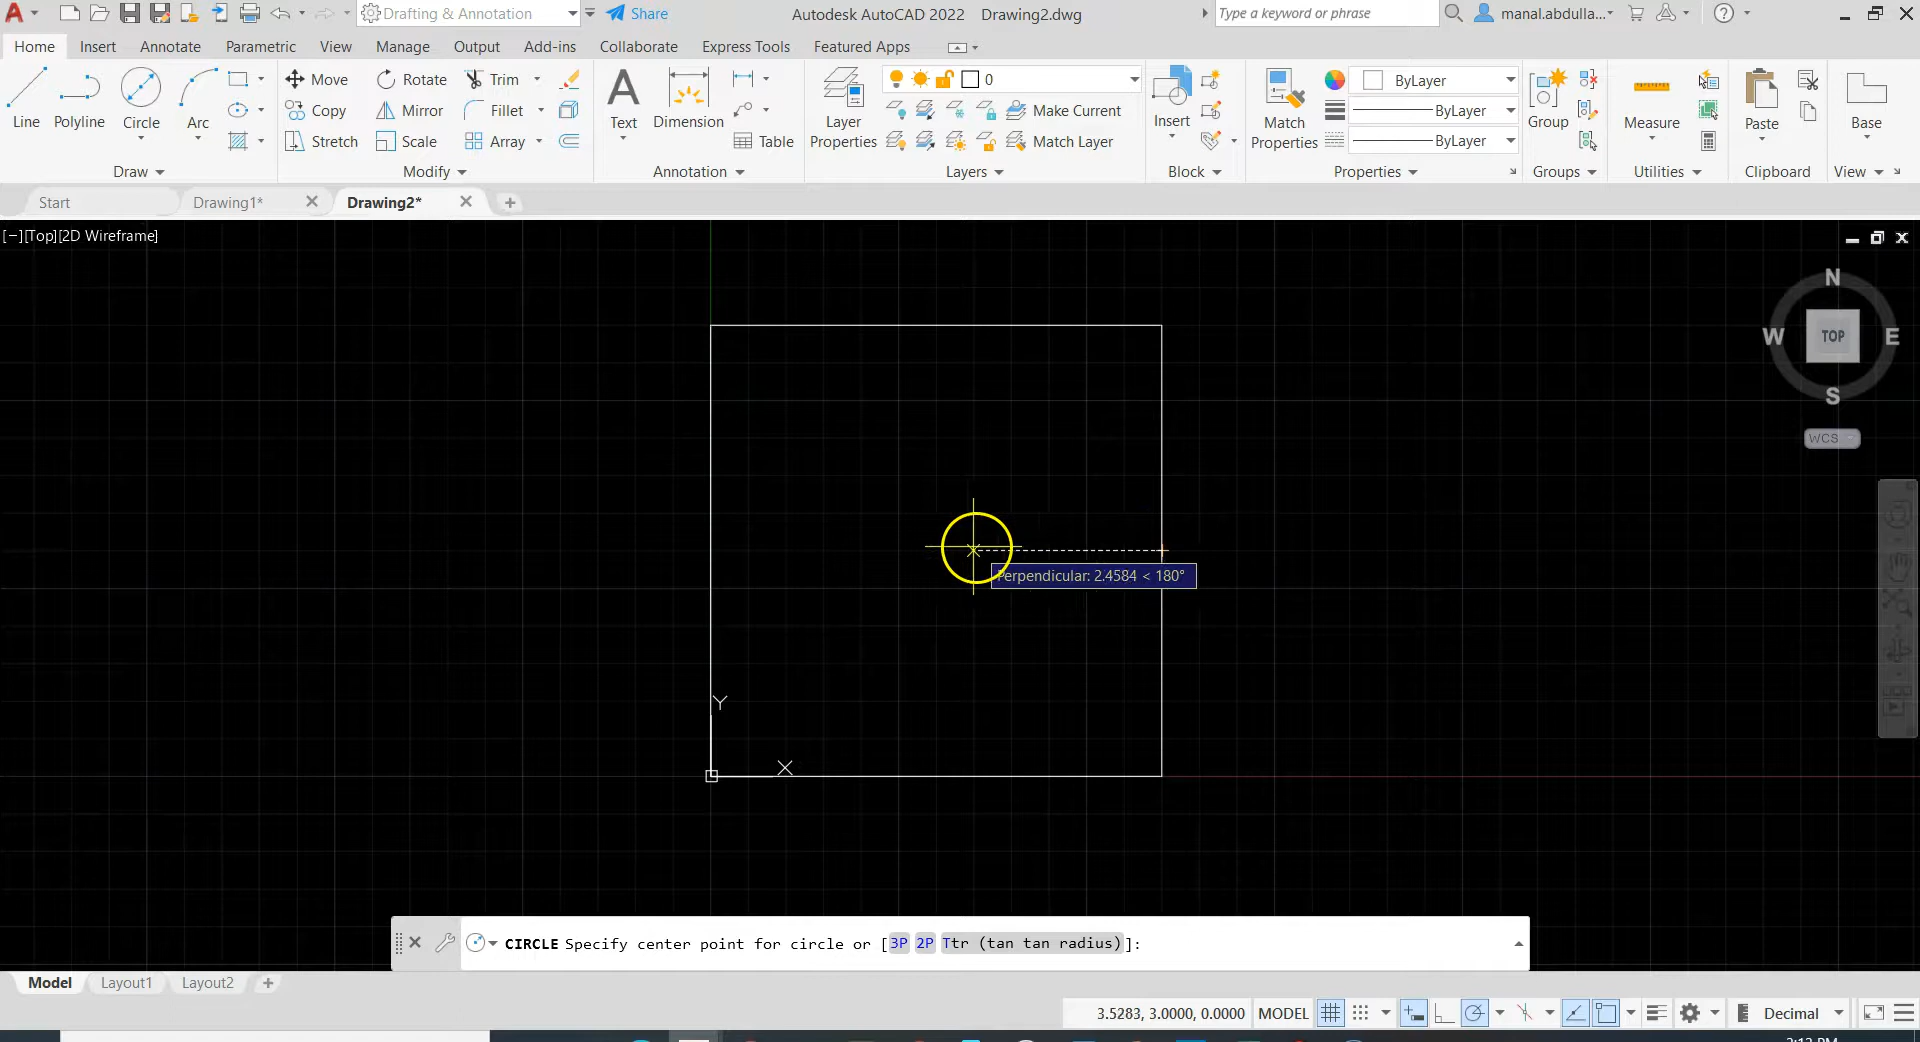 Drafting & Annotation
Share
Autodesk AutoCAD 2022 Drawing2.dwg
Type a keyword or phrase
manal.abdulla...
Home Insert Annotate Parametric View Manage Output Add-ins Collaborate Express Tools Featured Apps
Line Polyline Circle Arc
Move Rotate Trim
Copy Mirror Fillet
Stretch Scale Array
Text Dimension Table
Layer Properties
0
Make Current
Match Layer
Insert
Match Properties
ByLayer
ByLayer
ByLayer
Group Measure Paste Base
Draw Modify Annotation Layers Block Properties Groups Utilities Clipboard View
Start Drawing1* Drawing2*
[−][Top][2D Wireframe]
N
W TOP E
S
WCS
Perpendicular: 2.4584 < 180°
Y
X
CIRCLE Specify center point for circle or [3P 2P Ttr (tan tan radius)]:
Model Layout1 Layout2
3.5283, 3.0000, 0.0000 MODEL Decimal